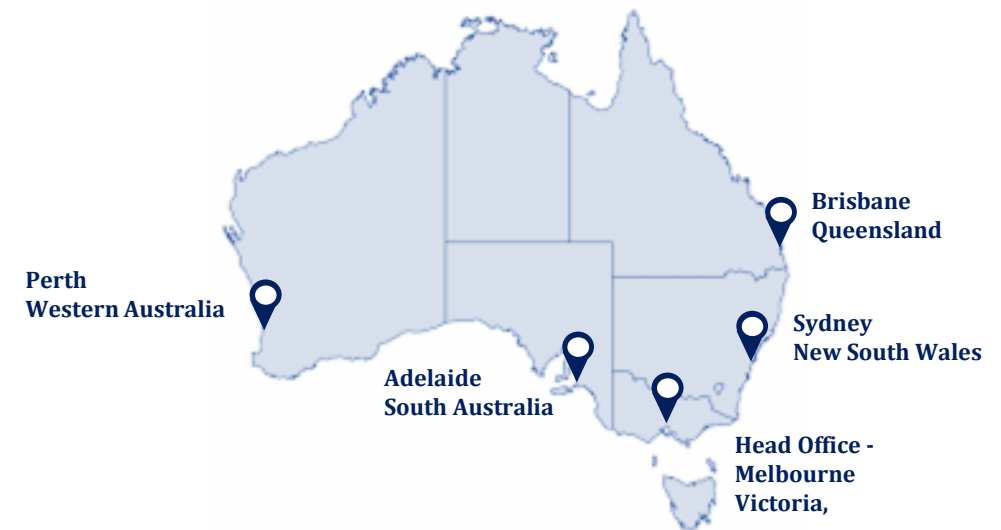 Brisbane
Queensland
Perth
Western Australia
Sydney
New South Wales
Adelaide
South Australia
Head Office -
Melbourne
Victoria,